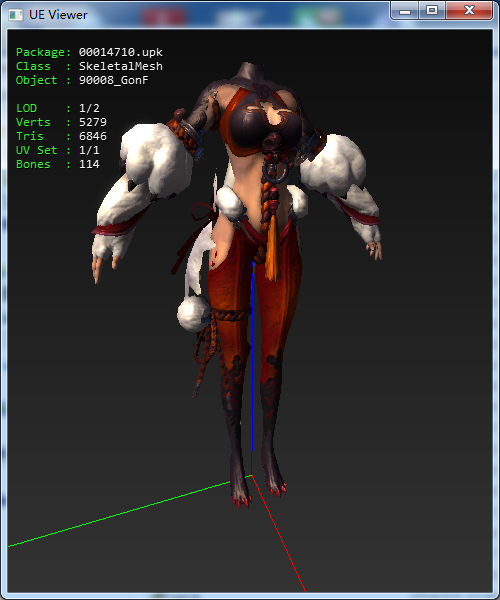 UE Viewer
Package: 00014710.upk
Class  : SkeletalMesh
Object : 90008_GonF
LOD    : 1/2
Verts  : 5279
Tris   : 6846
UV Set : 1/1
Bones  : 114